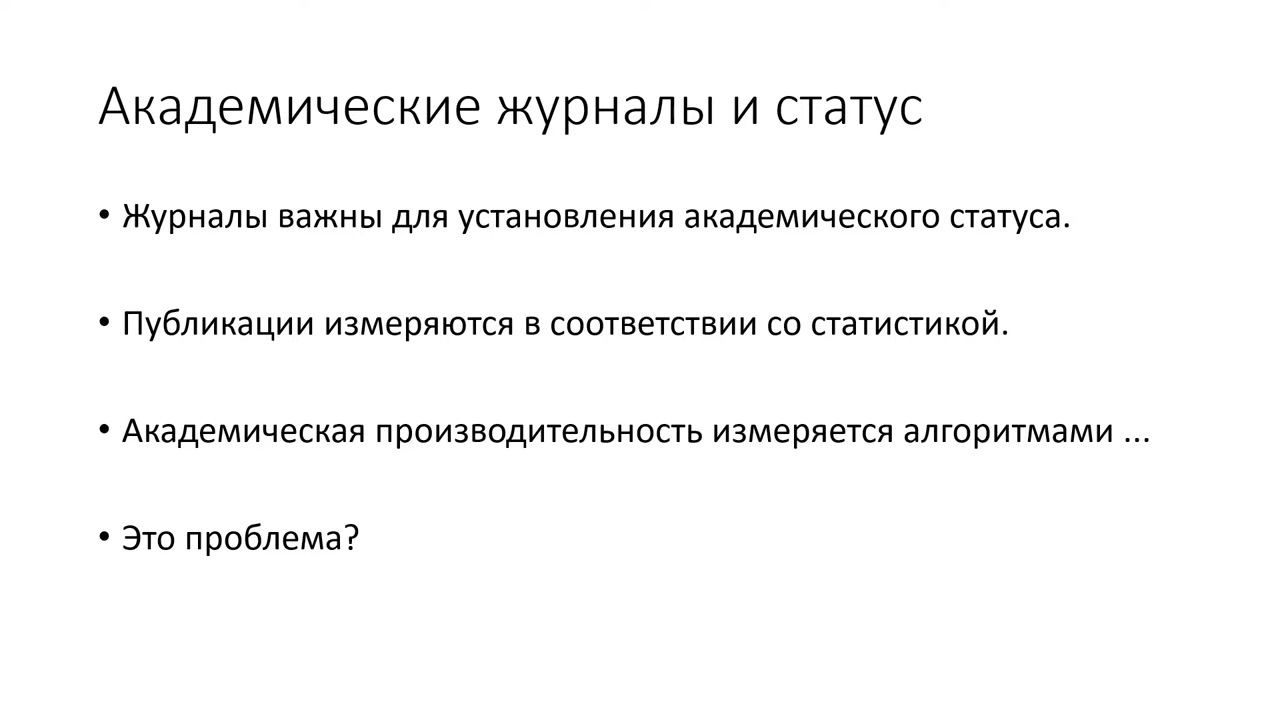 Академические журналы и статус
• Журналы важны для установления академического статуса.
• Публикации измеряются в соответствии со статистикой.
• Академическая производительность измеряется алгоритмами ...
• Это проблема?